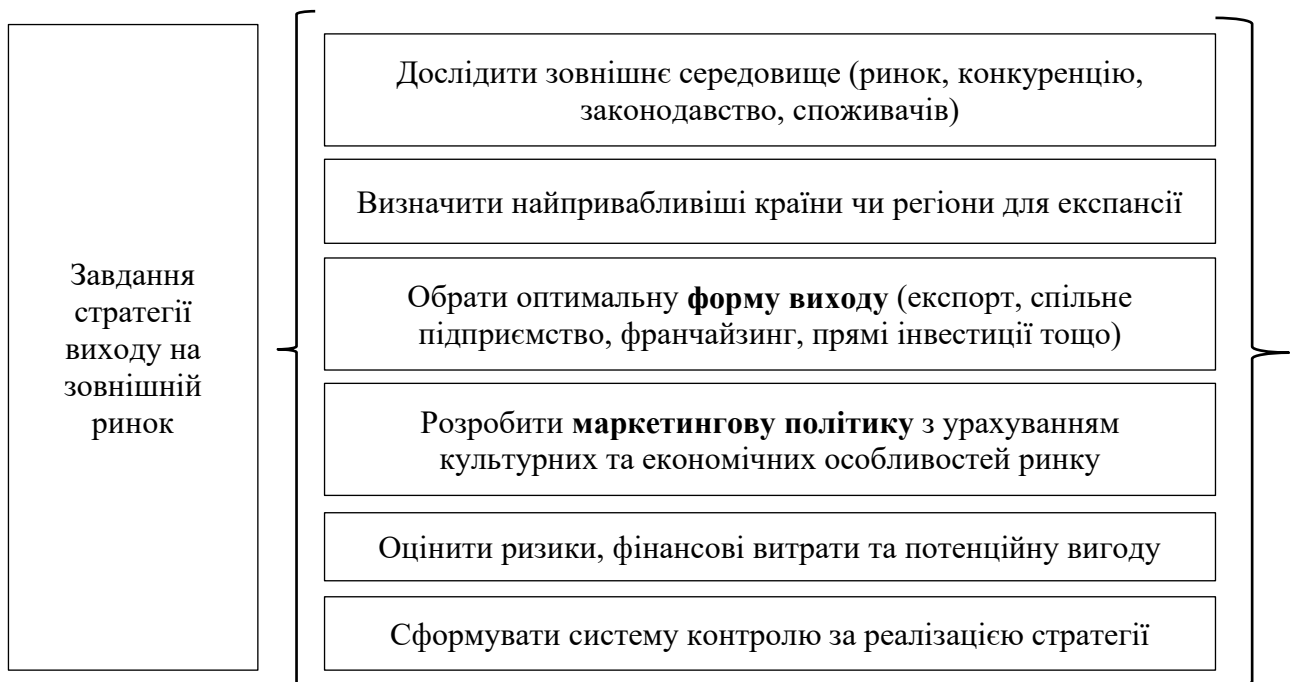 Завдання
стратегії
виходу на
зовнішній
ринок
Дослідити зовнішнє середовище (ринок, конкуренцію,
законодавство, споживачів)
Визначити найпривабливіші країни чи регіони для експансії
Обрати оптимальну форму виходу (експорт, спільне
підприємство, франчайзинг, прямі інвестиції тощо)
Розробити маркетингову політику з урахуванням
культурних та економічних особливостей ринку
Оцінити ризики, фінансові витрати та потенційну вигоду
Сформувати систему контролю за реалізацією стратегії